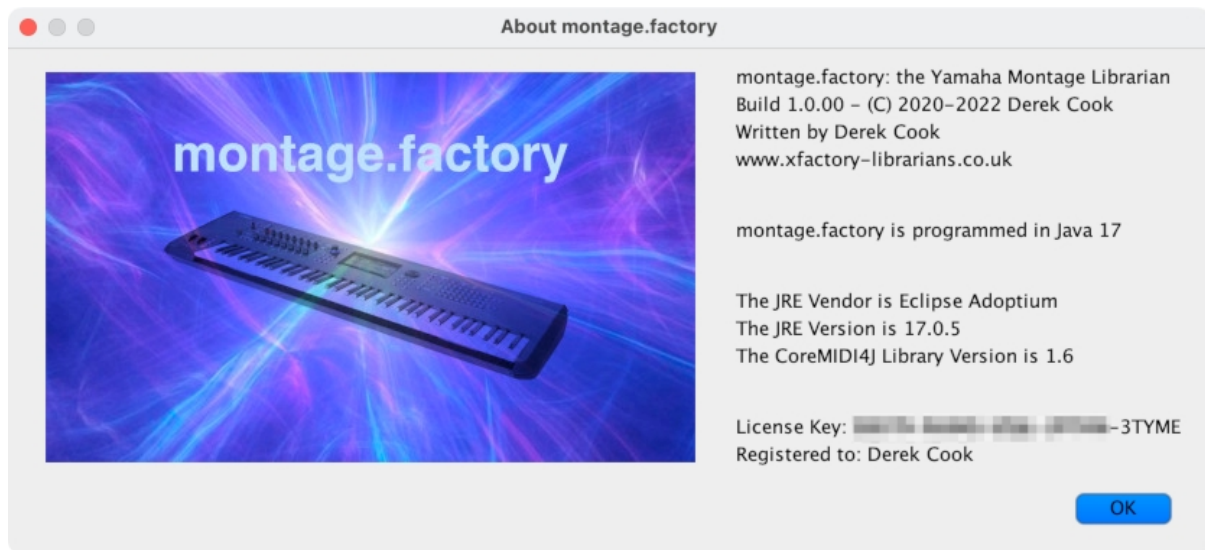 About montage.factory
montage.factory
montage.factory: the Yamaha Montage Librarian
Build 1.0.00 – (C) 2020–2022 Derek Cook
Written by Derek Cook
www.xfactory-librarians.co.uk
montage.factory is programmed in Java 17
The JRE Vendor is Eclipse Adoptium
The JRE Version is 17.0.5
The CoreMIDI4J Library Version is 1.6
License Key: -3TYME
Registered to: Derek Cook
OK